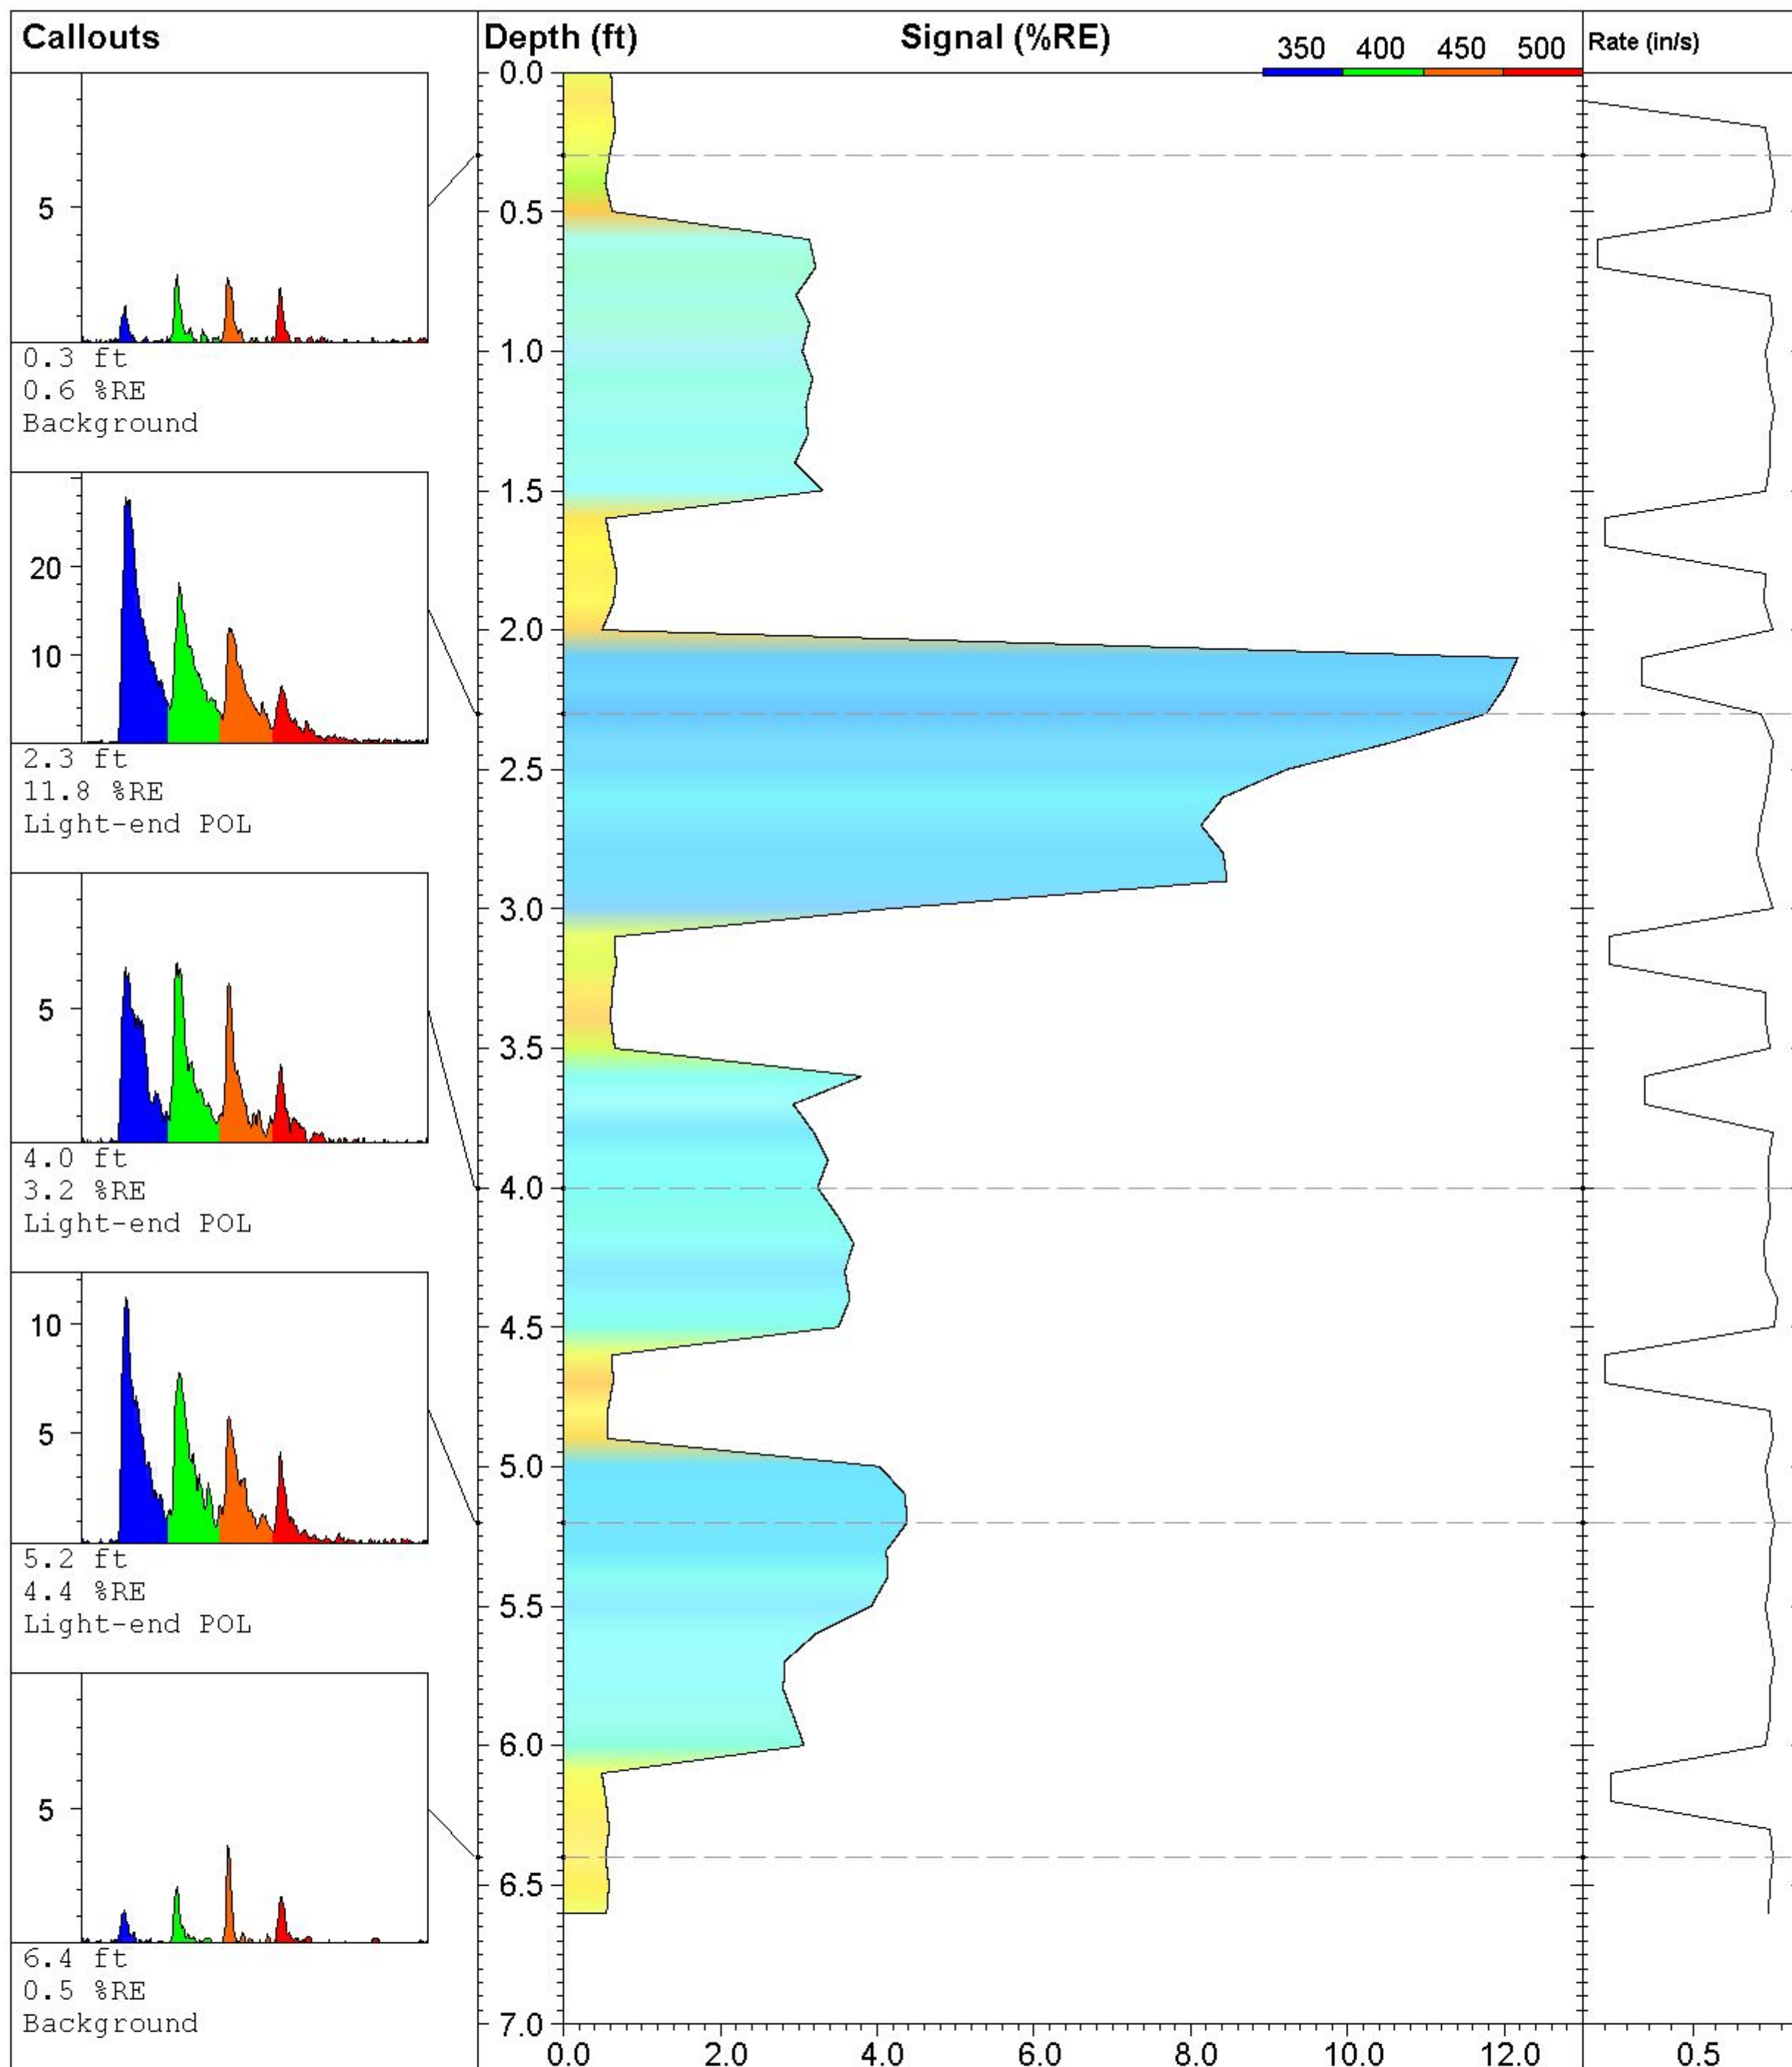 Callouts
Depth (ft)
Signal (%RE)
350 400 450 500
Rate (in/s)
5
0.3 ft
0.6 %RE
Background
20
10
2.3 ft
11.8 %RE
Light-end POL
5
4.0 ft
3.2 %RE
Light-end POL
10
5
5.2 ft
4.4 %RE
Light-end POL
5
6.4 ft
0.5 %RE
Background
0.0
0.5
1.0
1.5
2.0
2.5
3.0
3.5
4.0
4.5
5.0
5.5
6.0
6.5
7.0
0.0 2.0 4.0 6.0 8.0 10.0 12.0
0.5